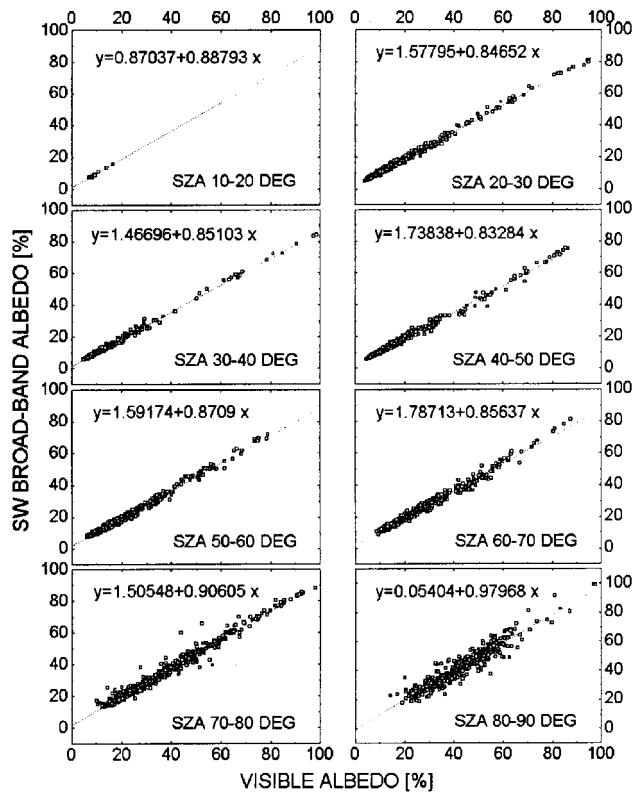 0 20 40 60 80 100
0 20 40 60 80 100
100 80 60 40 20 0
y=0.87037+0.88793 x
SZA 10-20 DEG
y=1.57795+0.84652 x
SZA 20-30 DEG
100 80 60 40 20 0
100 80 60 40 20 0
y=1.46696+0.85103 x
SZA 30-40 DEG
y=1.73838+0.83284 x
SZA 40-50 DEG
100 80 60 40 20 0
SW BROAD-BAND ALBEDO [%]
100 80 60 40 20 0
y=1.59174+0.8709 x
SZA 50-60 DEG
y=1.78713+0.85637 x
SZA 60-70 DEG
100 80 60 40 20 0
100 80 60 40 20 0
y=1.50548+0.90605 x
SZA 70-80 DEG
y=0.05404+0.97968 x
SZA 80-90 DEG
100 80 60 40 20 0
0 20 40 60 80 100
0 20 40 60 80 100
VISIBLE ALBEDO [%]